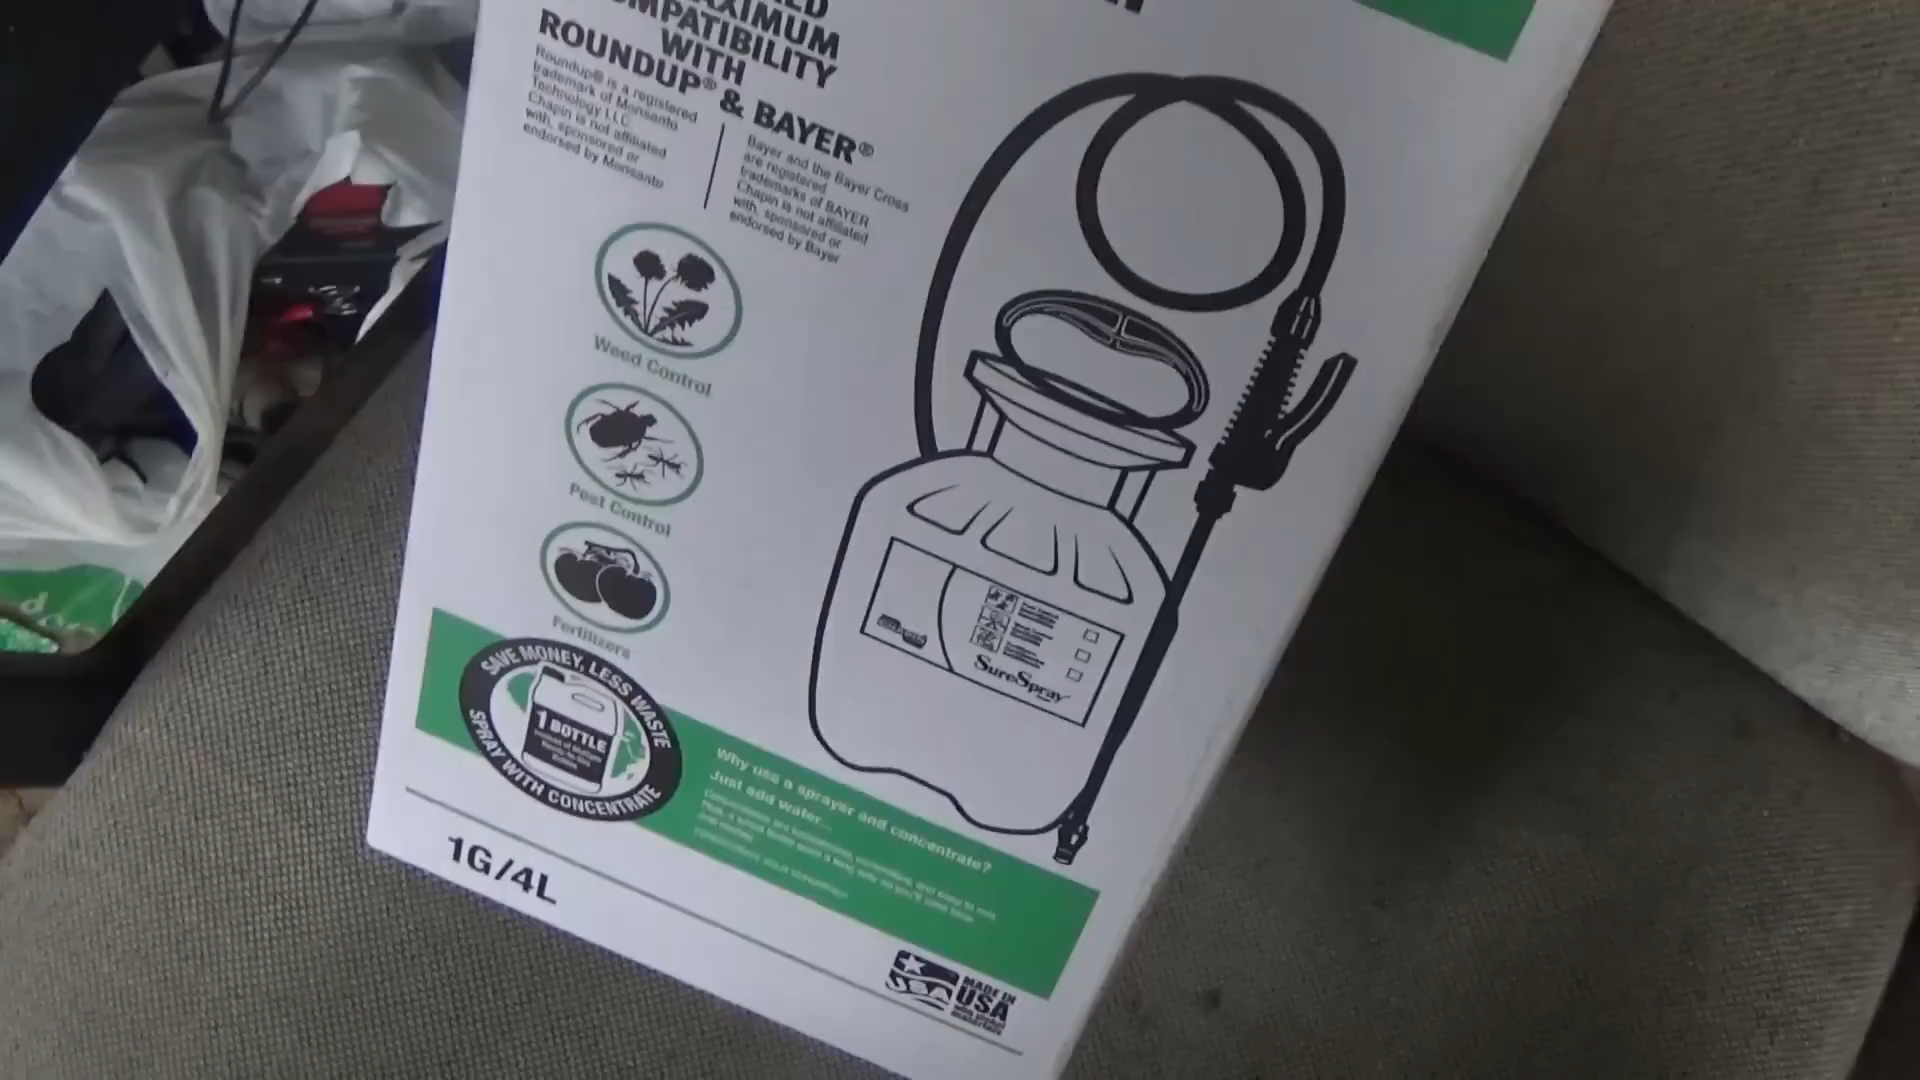 MAXIMUM
COMPATIBILITY
WITH
ROUNDUP® & BAYER®
Roundup® is a registered
trademark of Monsanto
Technology LLC
Chapin is not affiliated
with, sponsored or
endorsed by Monsanto
Bayer and the Bayer Cross
are registered
trademarks of BAYER
Chapin is not affiliated
with, sponsored or
endorsed by Bayer
Weed Control
Pest Control
Fertilizers
SureSpray
SAVE MONEY, LESS WASTE
1 BOTTLE
SPRAY WITH CONCENTRATE
Why use a sprayer and concentrate?
Just add water...
1G/4L
USA
MADE IN
USA